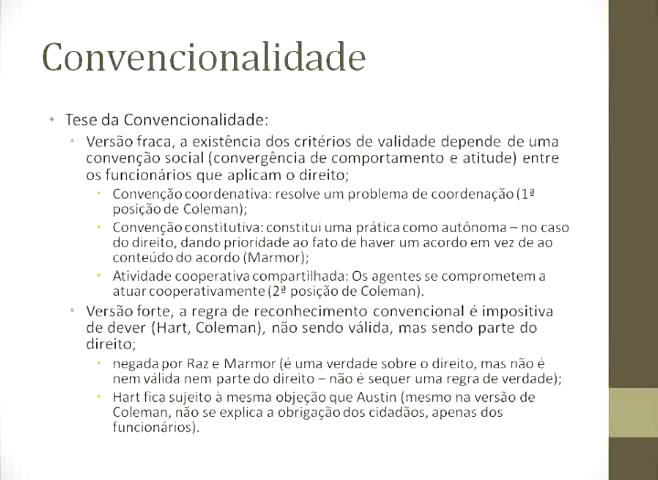 Convencionalidade
• Tese da Convencionalidade:
• Versão fraca, a existência dos critérios de validade depende de uma
convenção social (convergência de comportamento e atitude) entre
os funcionários que aplicam o direito;
• Convenção coordenativa: resolve um problema de coordenação (1ª
posição de Coleman);
• Convenção constitutiva: constitui uma prática como autônoma – no caso
do direito, dando prioridade ao fato de haver um acordo em vez de ao
conteúdo do acordo (Marmor);
• Atividade cooperativa compartilhada: Os agentes se comprometem a
atuar cooperativamente (2ª posição de Coleman).
• Versão forte, a regra de reconhecimento convencional é impositiva
de dever (Hart, Coleman), não sendo válida, mas sendo parte do
direito;
• negada por Raz e Marmor (é uma verdade sobre o direito, mas não é
nem válida nem parte do direito – não é sequer uma regra de verdade);
• Hart fica sujeito à mesma objeção que Austin (mesmo na versão de
Coleman, não se explica a obrigação dos cidadãos, apenas dos
funcionários).